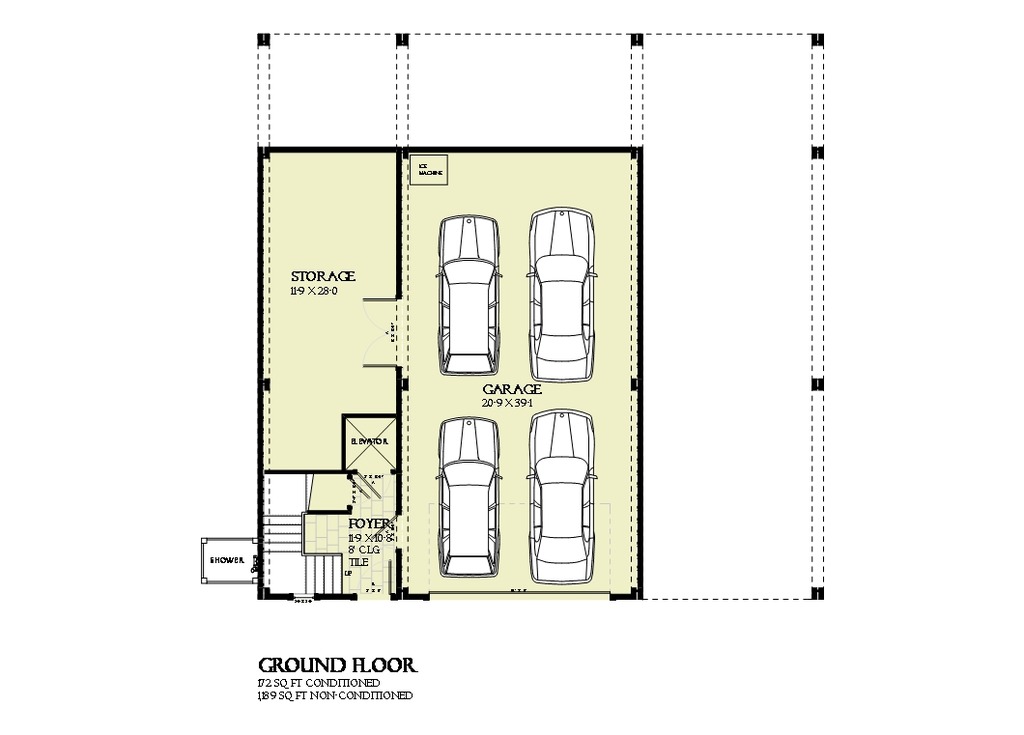 ICE
MACHINE
STORAGE
11-9 X 28-0
GARAGE
20-9 X 39-1
ELEVATOR
FOYER
11-9 X 10-8
8' CLG
TILE
UP
SHOWER
GROUND FLOOR
172 SQ FT CONDITIONED
1,189 SQ FT NON-CONDITIONED